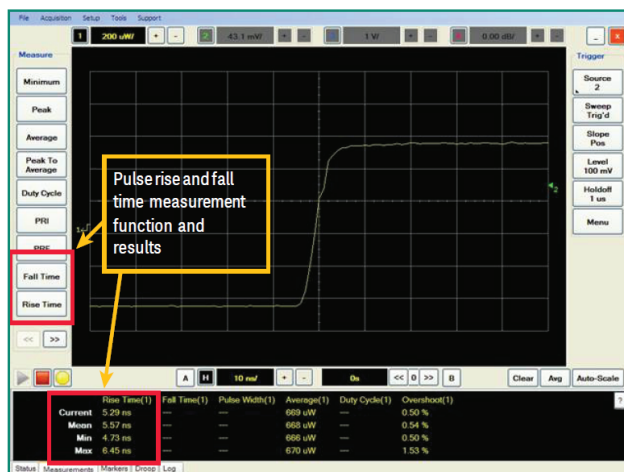 File Acquisition Setup Tools Support
1 200 uW/ + - 2 43.1 mV/ + - 1 V/ + - 0.00 dB/ + - _ x
Measure
Minimum
Peak
Average
Peak To
Average
Duty Cycle
PRI
PRF
Fall Time
Rise Time
<< >>
Pulse rise and fall
time measurement
function and
results
1
2
Trigger
Source
2
Sweep
Trig'd
Slope
Pos
Level
100 mV
Holdoff
1 us
Menu
A H 10 ns/ + - 0s << 0 >> B Clear Avg Auto-Scale
Rise Time(1) Fall Time(1) Pulse Width(1) Average(1) Duty Cycle(1) Overshoot(1) ?
Current 5.29 ns --- --- 669 uW --- 0.50 %
Mean 5.57 ns --- --- 668 uW --- 0.54 %
Min 4.73 ns --- --- 666 uW --- 0.50 %
Max 6.45 ns --- --- 670 uW --- 1.53 %
Status Measurements Markers Droop Log